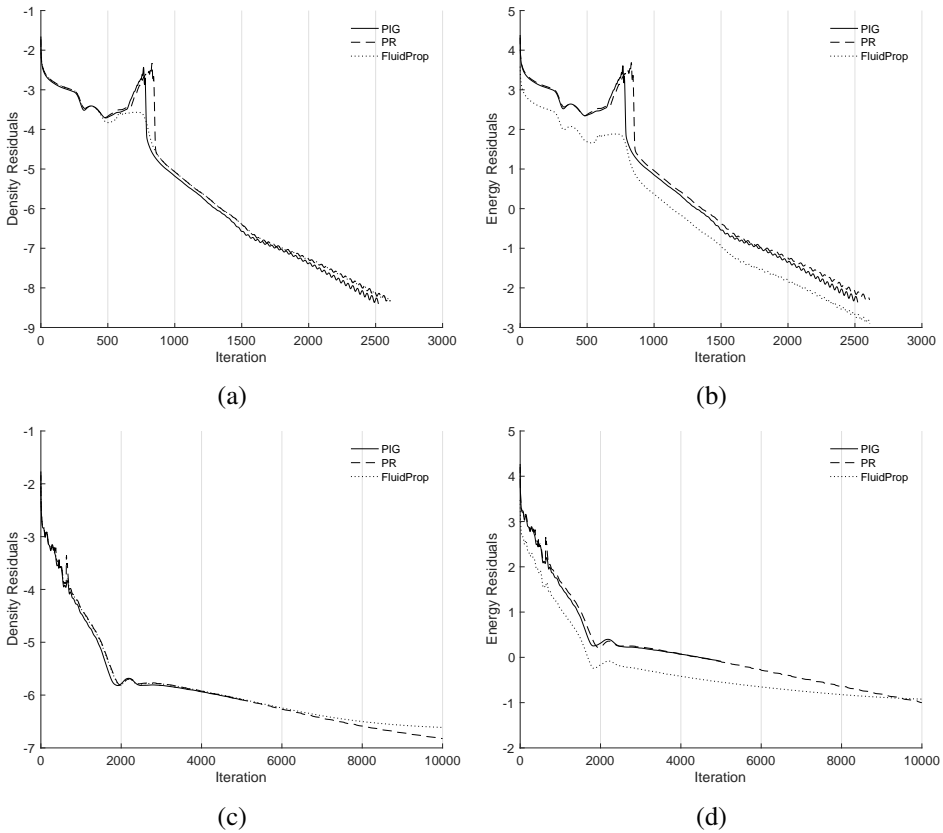 -1
-2
-3
-4
-5
-6
-7
-8
-9
Density Residuals
0 500 1000 1500 2000 2500 3000
Iteration
PIG
PR
FluidProp
(a)
5
4
3
2
1
0
-1
-2
-3
Energy Residuals
0 500 1000 1500 2000 2500 3000
Iteration
PIG
PR
FluidProp
(b)
-1
-2
-3
-4
-5
-6
-7
Density Residuals
0 2000 4000 6000 8000 10000
Iteration
PIG
PR
FluidProp
(c)
5
4
3
2
1
0
-1
-2
Energy Residuals
0 2000 4000 6000 8000 10000
Iteration
PIG
PR
FluidProp
(d)